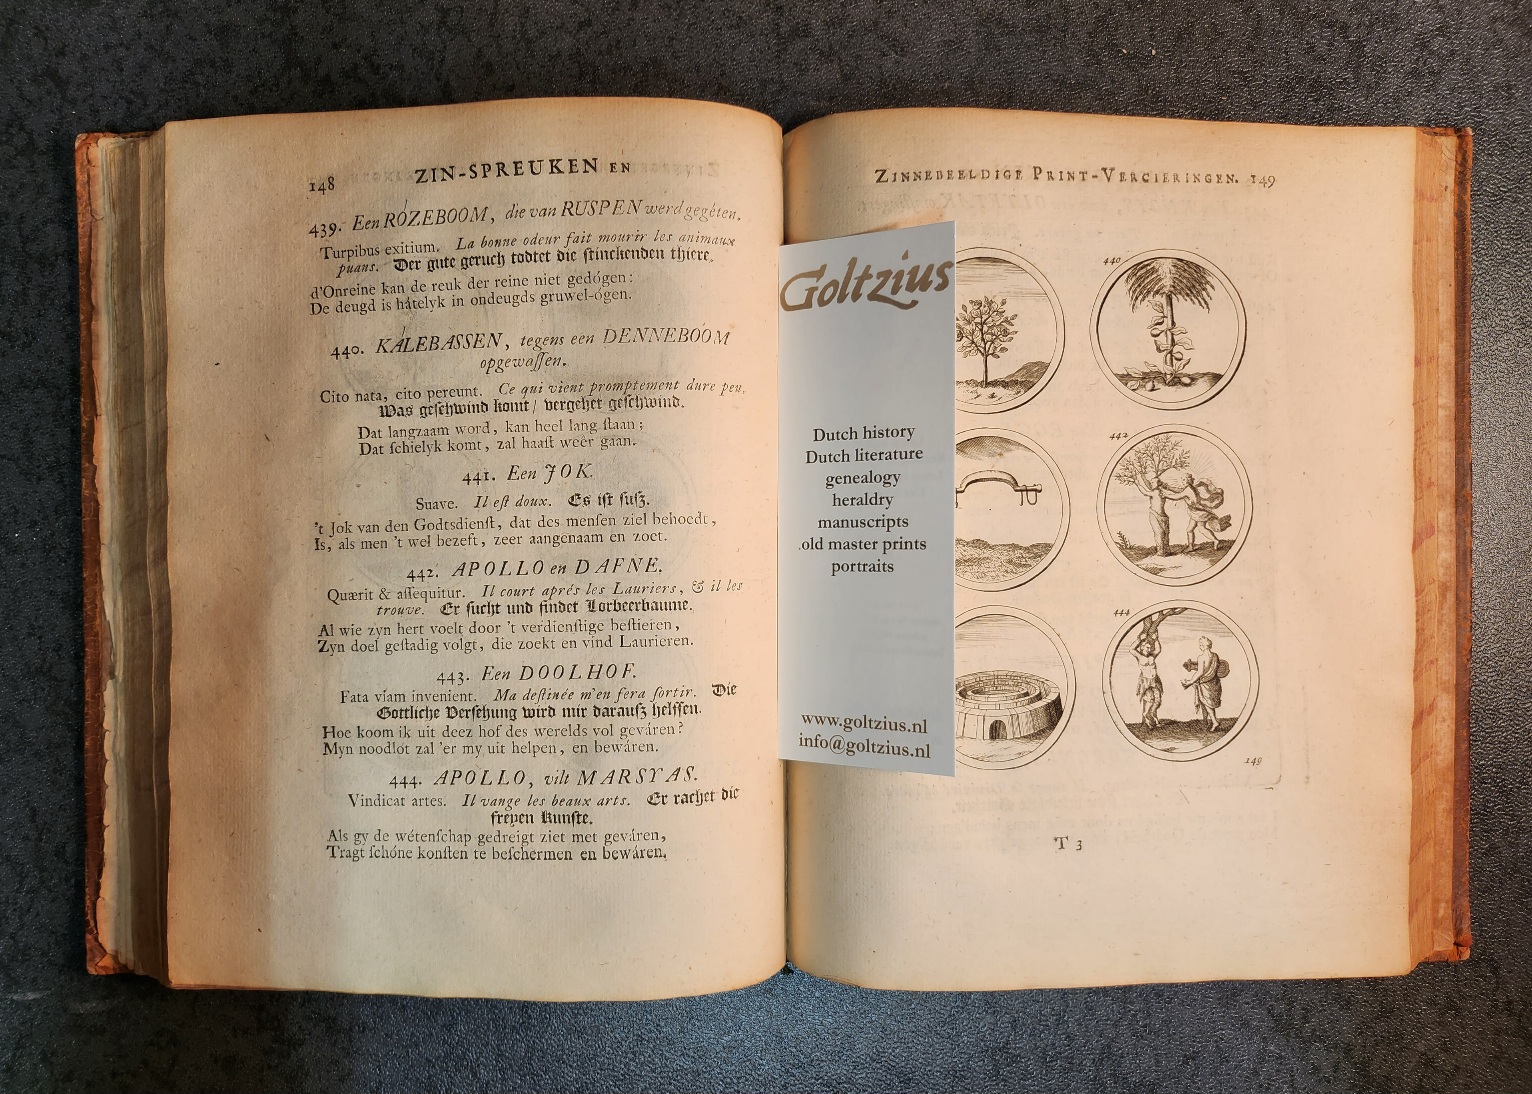 148 ZIN-SPREUKEN EN
439. Een RÓZEBOOM, die van RUSPEN werd gegéten.
Turpibus exitium. La bonne odeur fait mourir les animaux
puans. Der gute geruch todtet die ſtinckenden thiere.
d'Onreine kan de reuk der reine niet gedógen:
De deugd is hátelyk in ondeugds gruwel-ógen.
440. KÁLEBASSEN, tegens een DENNEBOOM
opgewaſſen.
Cito nata, cito pereunt. Ce qui vient promptement dure peu.
Was geſchwind komt / vergehet geſchwind.
Dat langzaam word, kan heel lang ſtaan;
Dat ſchielyk komt, zal haaſt weêr gaan.
441. Een JOK.
Suave. Il eſt doux. Es iſt ſuſz.
't Jok van den Godtsdienſt, dat des menſen ziel behoedt,
Is, als men 't wel bezeft, zeer aangenaam en zoet.
442. APOLLO en DAFNE.
Quærit & aſſequitur. Il court aprés les Lauriers, & il les
trouve. Er ſucht und findet Lorbeerbaume.
Al wie zyn hert voelt door 't verdienſtige beſtieren,
Zyn doel geſtadig volgt, die zoekt en vind Laurieren.
443. Een DOOLHOF.
Fata viam invenient. Ma deſtinée m'en fera ſortir. Die
Gottliche Verſehung wird mir darauſz helffen.
Hoe koom ik uit deez hof des werelds vol geváren?
Myn noodlót zal 'er my uit helpen, en bewáren.
444. APOLLO, vilt MARSYAS.
Vindicat artes. Il vange les beaux arts. Er rachet die
freyen Kunſte.
Als gy de wétenſchap gedreigt ziet met geváren,
Tragt ſchóne konſten te beſchermen en bewáren.
Goltzius
Dutch history
Dutch literature
genealogy
heraldry
manuscripts
old master prints
portraits
www.goltzius.nl
info@goltzius.nl
ZINNEBEELDIGE PRINT-VERCIERINGEN. 149
440
442
444
149
T 3